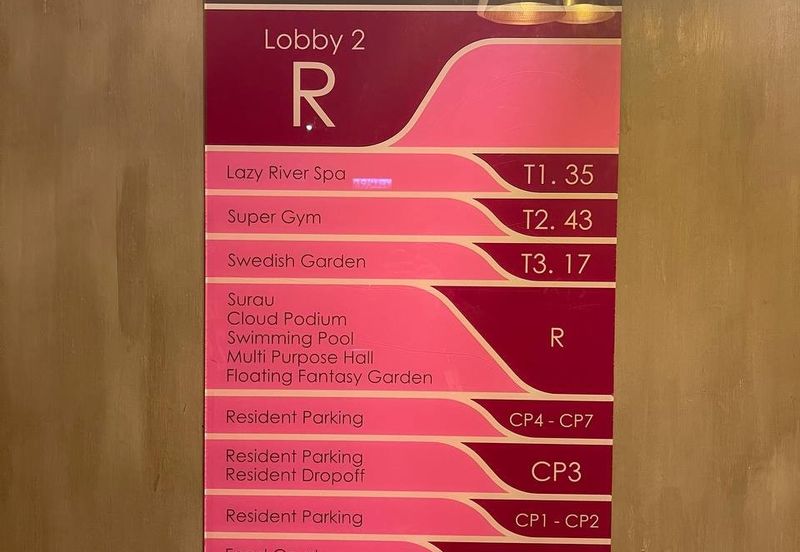 Lobby 2
R
Lazy River Spa
T1. 35
Super Gym
T2. 43
Swedish Garden
T3. 17
Surau
Cloud Podium
Swimming Pool
Multi Purpose Hall
Floating Fantasy Garden
R
Resident Parking
CP4 - CP7
Resident Parking
Resident Dropoff
CP3
Resident Parking
CP1 - CP2